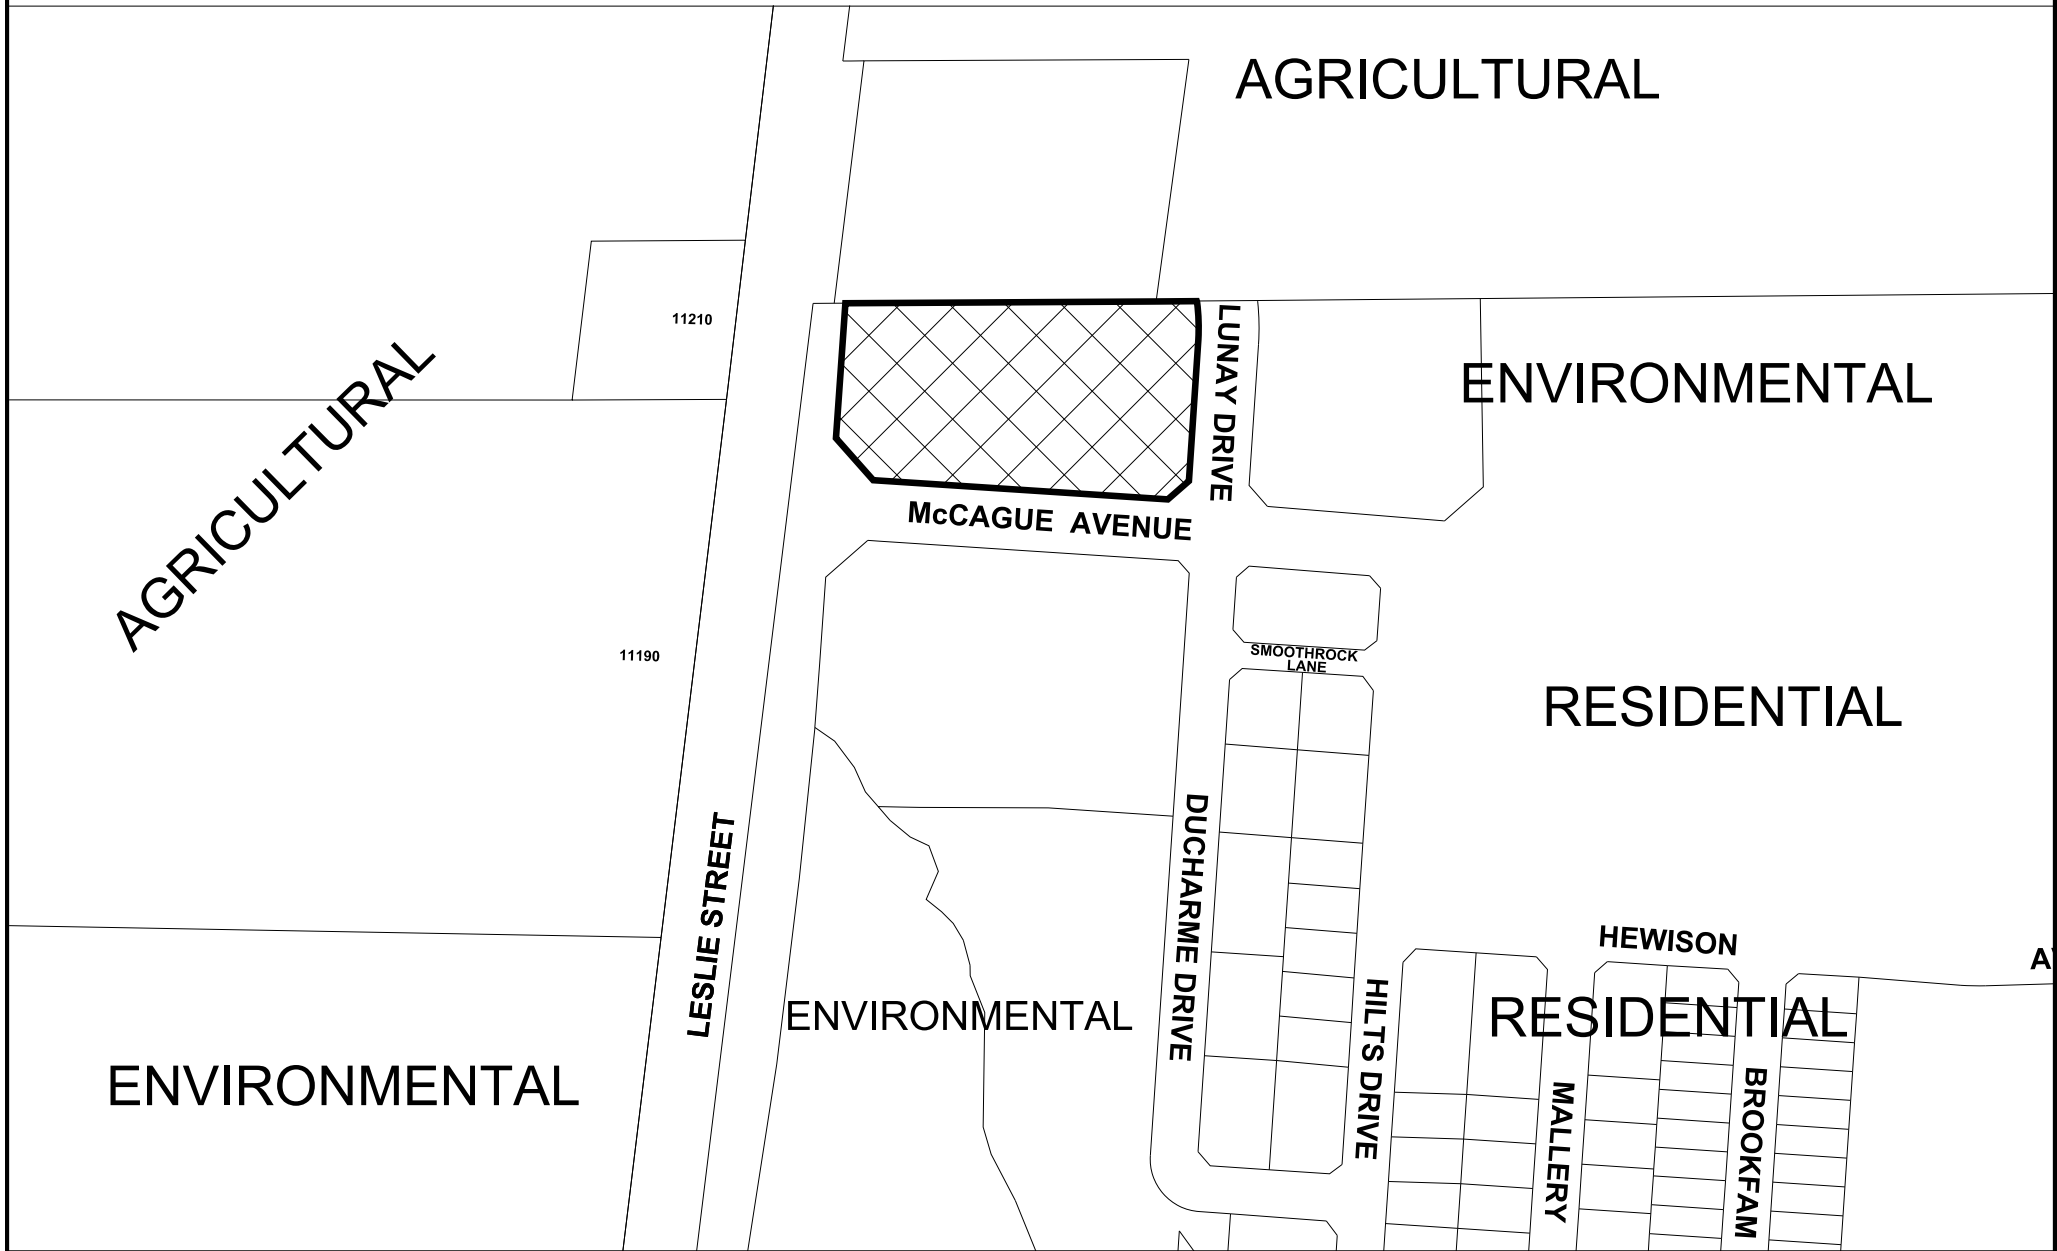 AGRICULTURAL
11210
AGRICULTURAL
LUNAY DRIVE
ENVIRONMENTAL
McCAGUE AVENUE
11190
SMOOTHROCK
LANE
RESIDENTIAL
LESLIE STREET
DUCHARME DRIVE
HEWISON
ENVIRONMENTAL
HILTS DRIVE
RESIDENTIAL
ENVIRONMENTAL
MALLERY
BROOKFAM